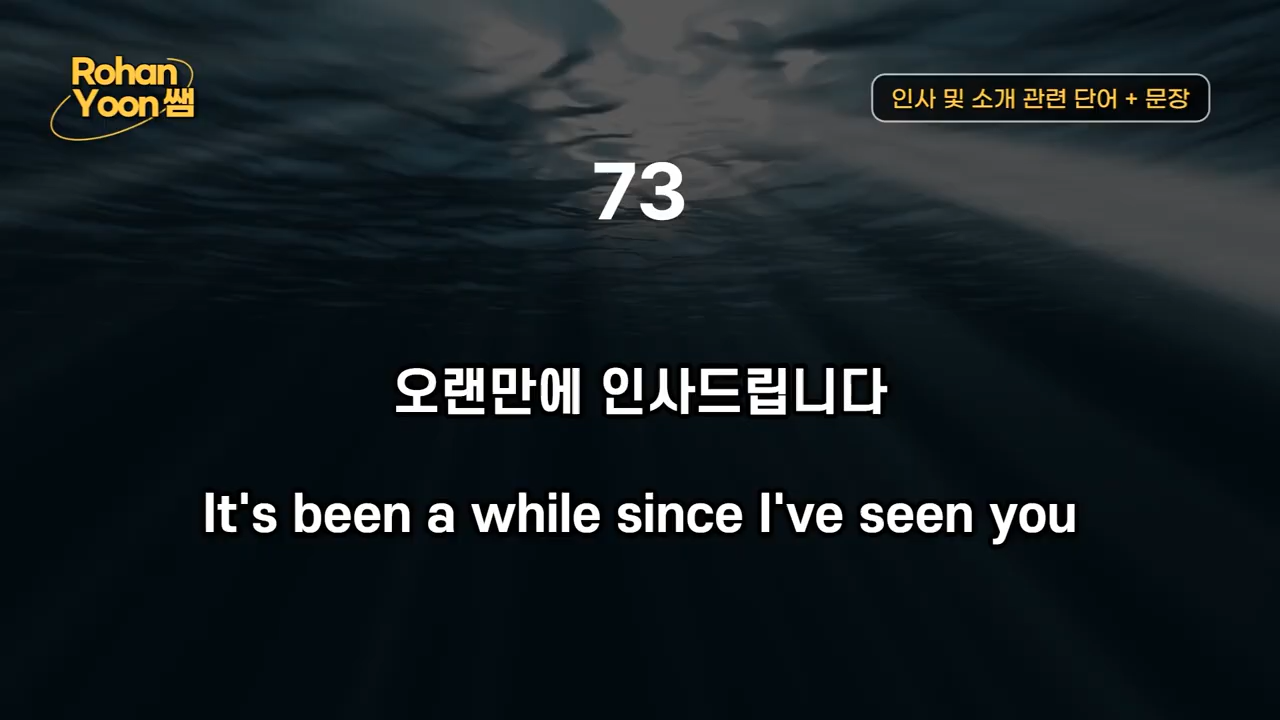 Rohan
Yoon쌤
인사 및 소개 관련 단어 + 문장
73
오랜만에 인사드립니다
It's been a while since I've seen you